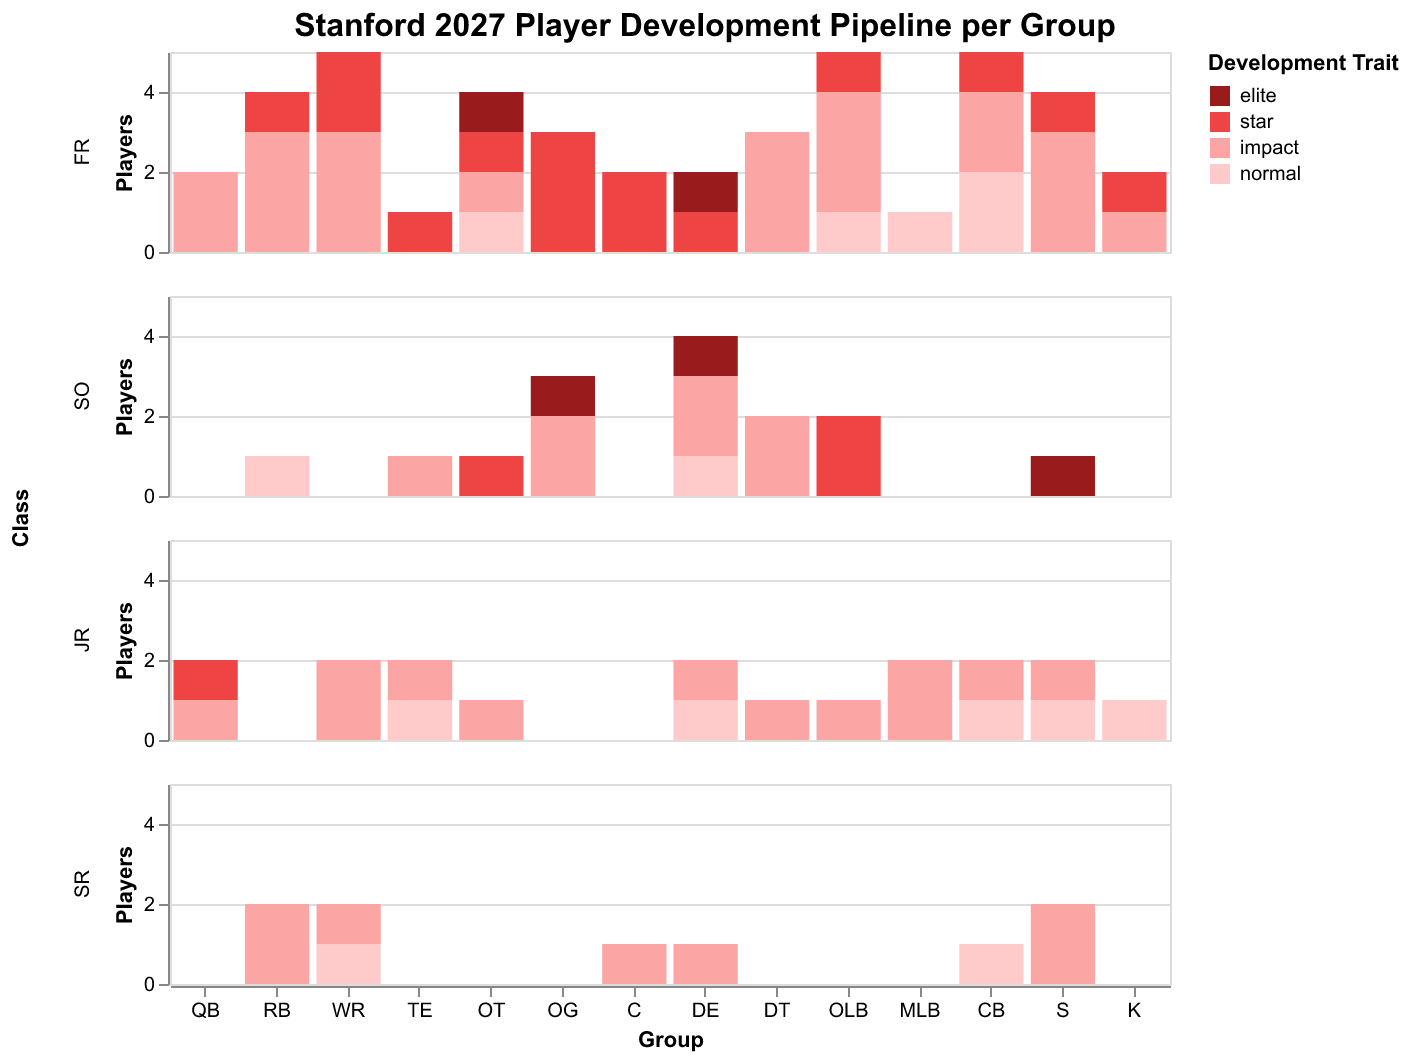 Stanford 2027 Player Development Pipeline per Group
Development Trait
elite
star
impact
normal
Class
FR
Players
4
2
0
SO
Players
4
2
0
JR
Players
4
2
0
SR
Players
4
2
0
QB RB WR TE OT OG C DE DT OLB MLB CB S K
Group